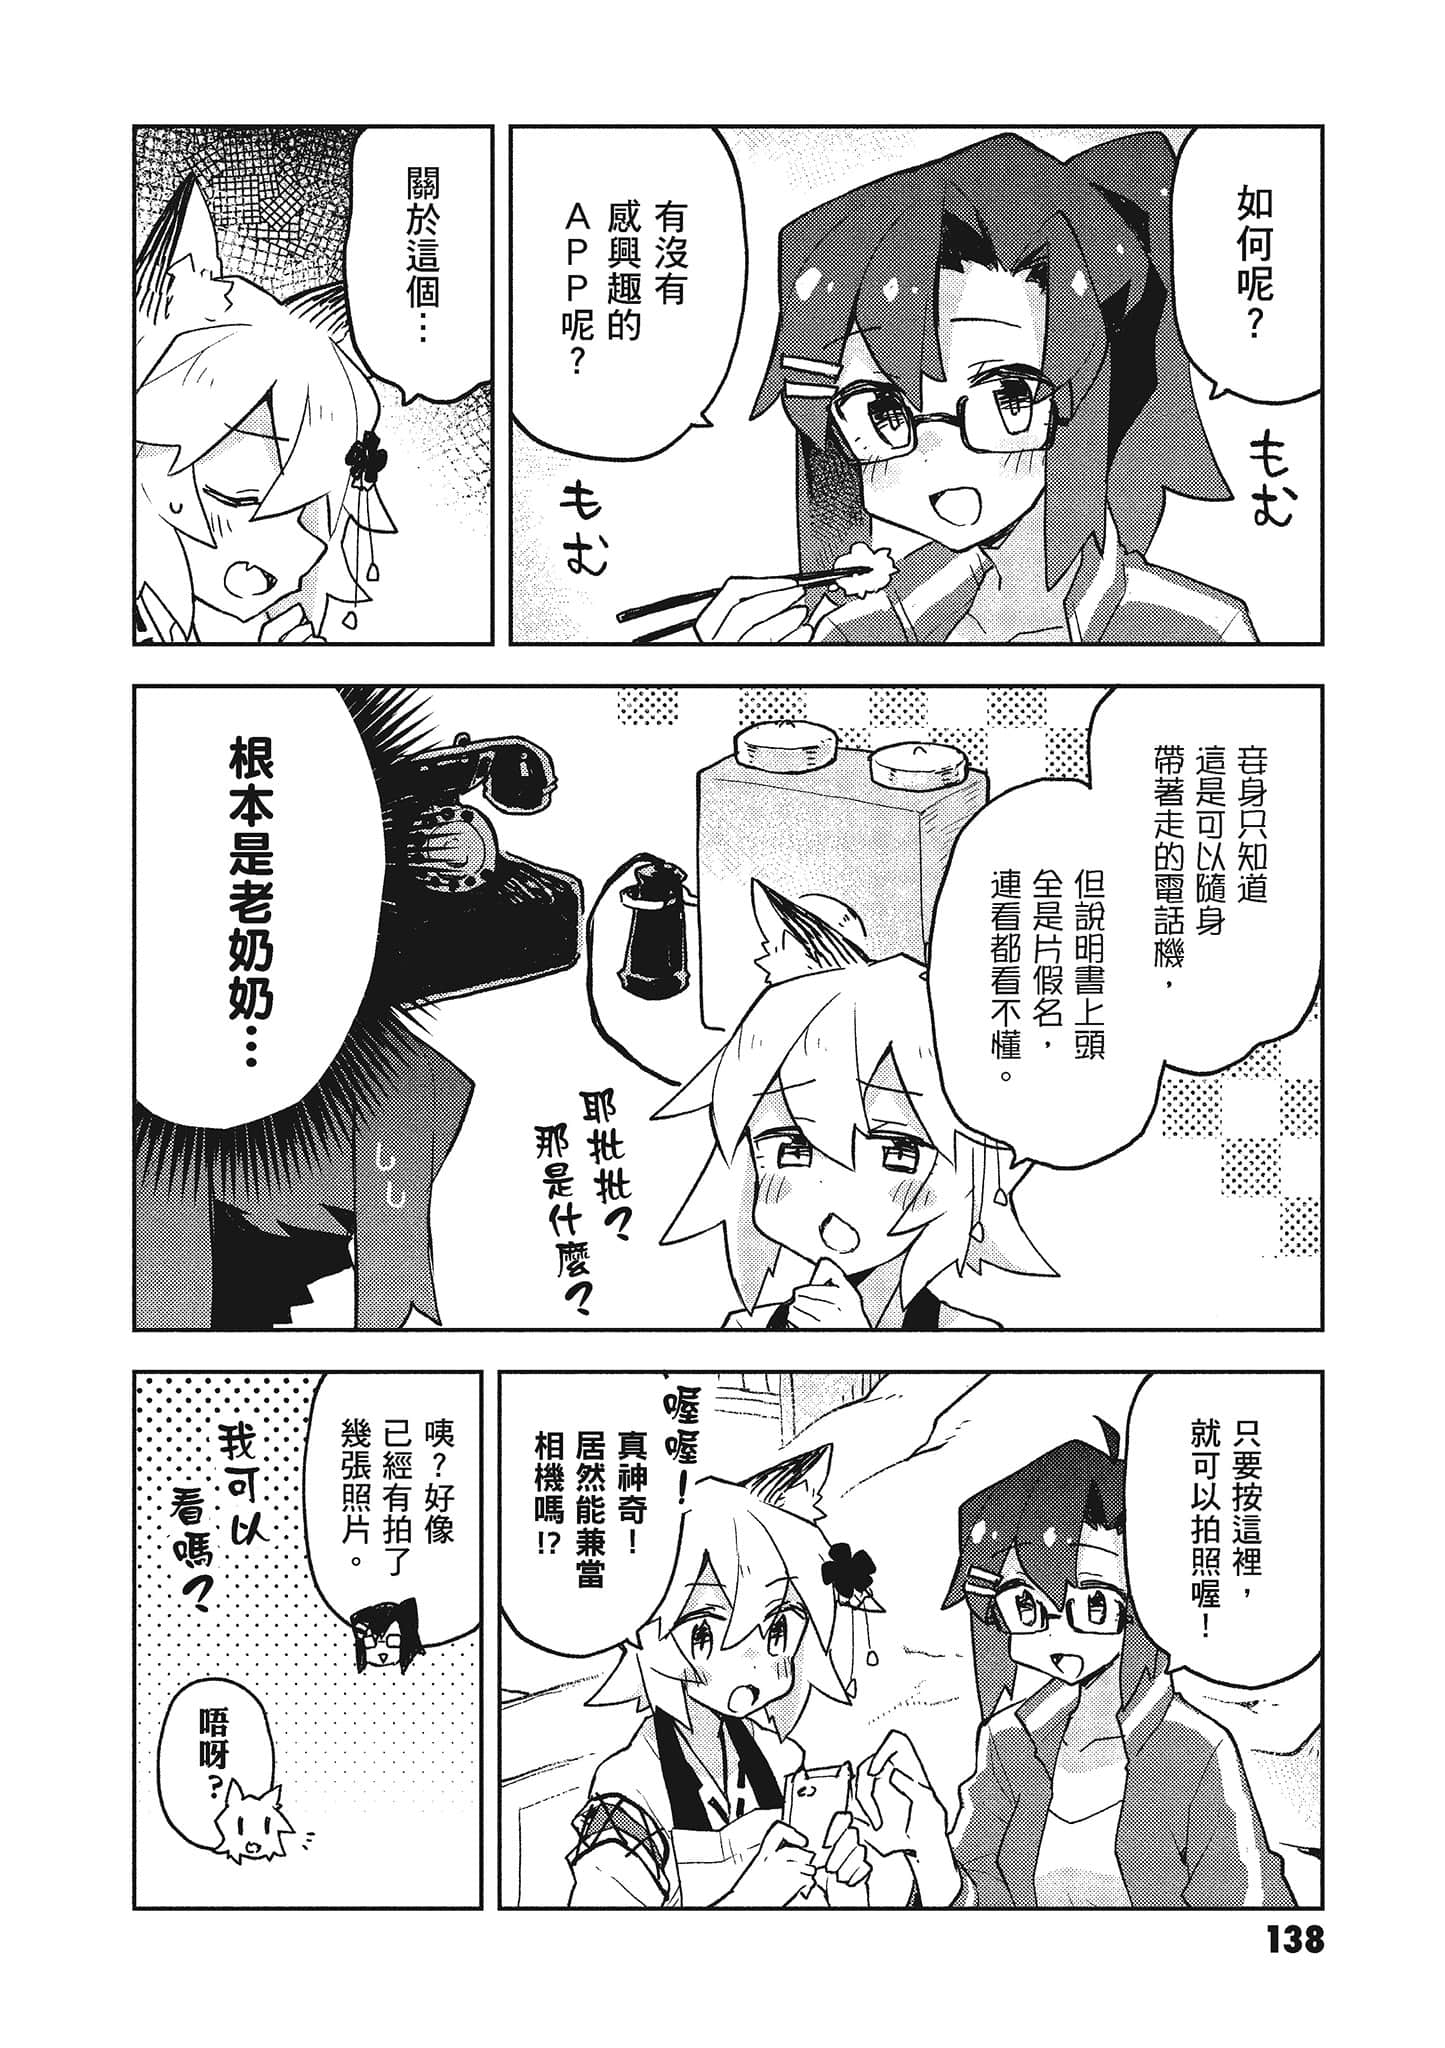 如何呢？
もむ
有沒有
感興趣的
APP呢？
もむ
關於這個…
妾身只知道
這是可以隨身
帶著走的電話機，
但說明書上頭
全是片假名，
連看都看不懂。
耶批批？
那是什麼？
根本是老奶奶…
只要按這裡，
就可以拍照喔！
喔喔！
真神奇！
居然能兼當
相機嗎!?
咦？好像
已經有拍了
幾張照片。
我可以
看嗎？
唔呀？
138